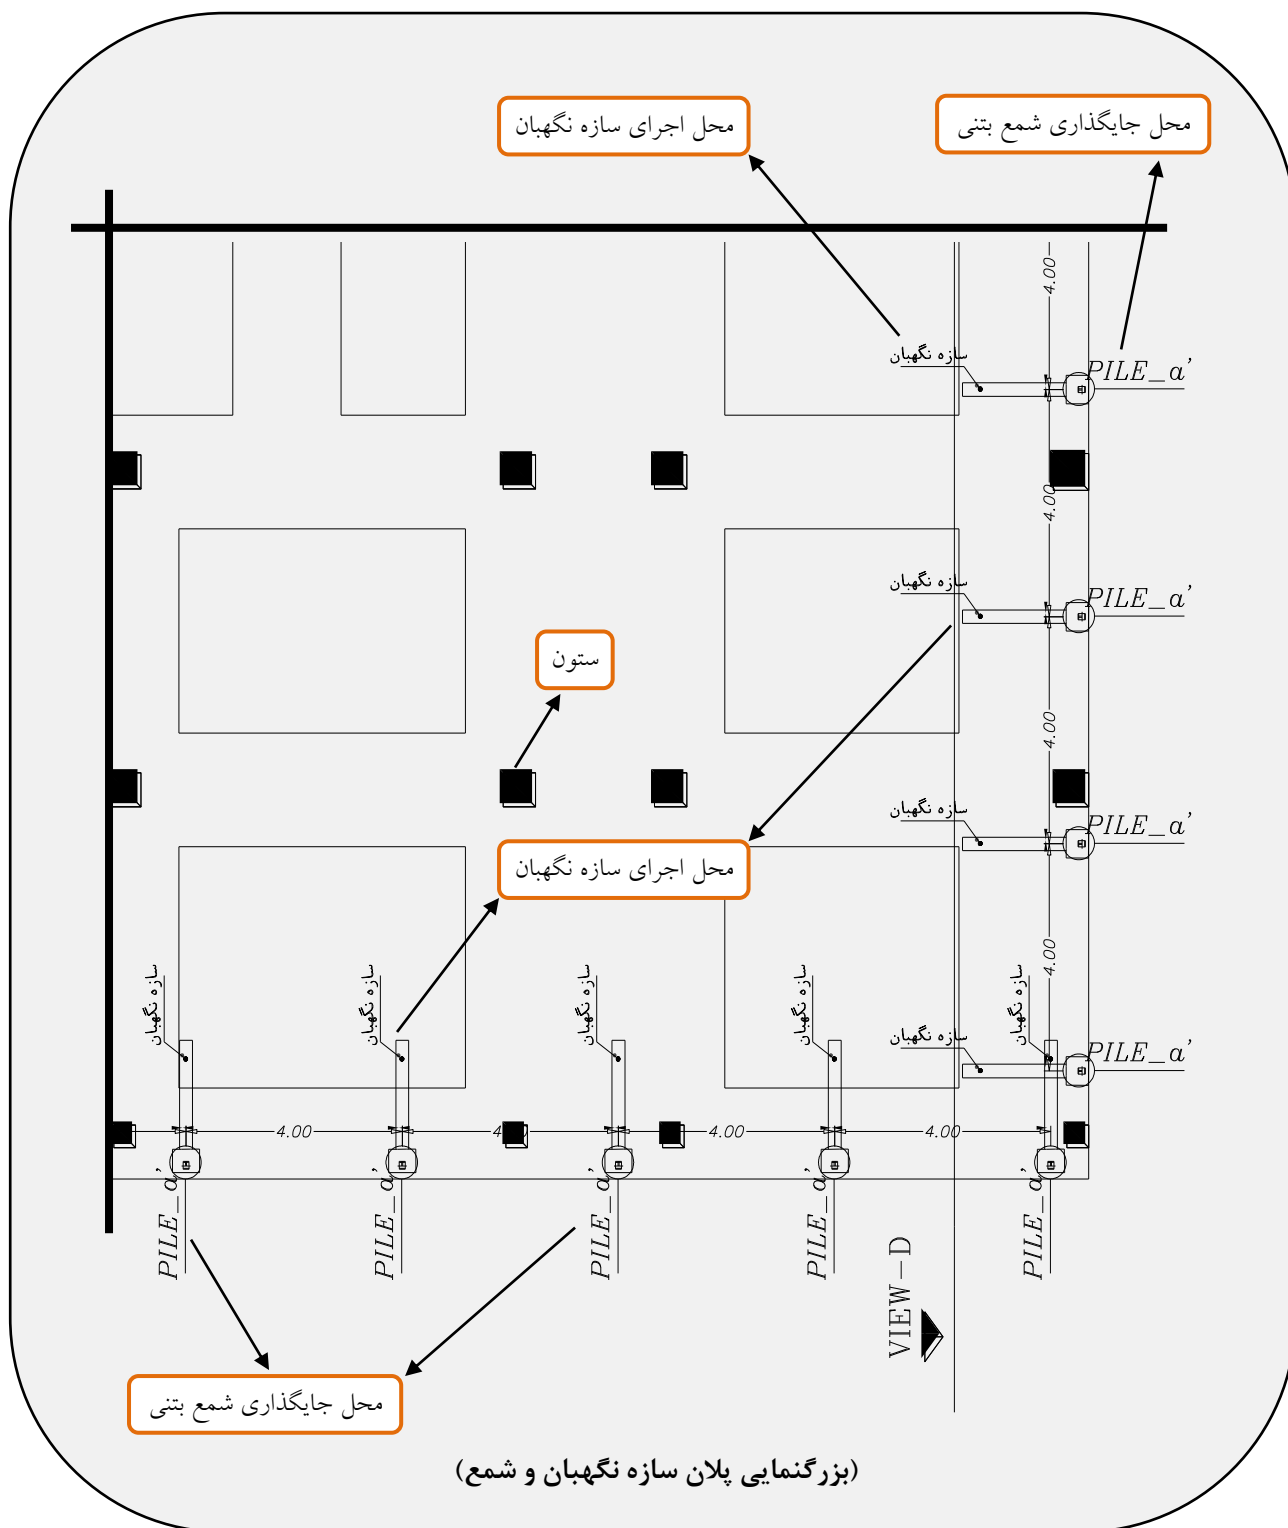 محل اجرای سازه نگهبان
محل جایگذاری شمع بتنی
4.00
سازه نگهبان
PILE_a'
4.00
سازه نگهبان
PILE_a'
ستون
4.00
سازه نگهبان
PILE_a'
محل اجرای سازه نگهبان
4.00
سازه نگهبان
سازه نگهبان
سازه نگهبان
سازه نگهبان
سازه نگهبان
سازه نگهبان
PILE_a'
4.00
4.00
4.00
PILE_a'
PILE_a'
PILE_a'
PILE_a'
PILE_a'
VIEW-D
محل جایگذاری شمع بتنی
(بزرگنمایی پلان سازه نگهبان و شمع)